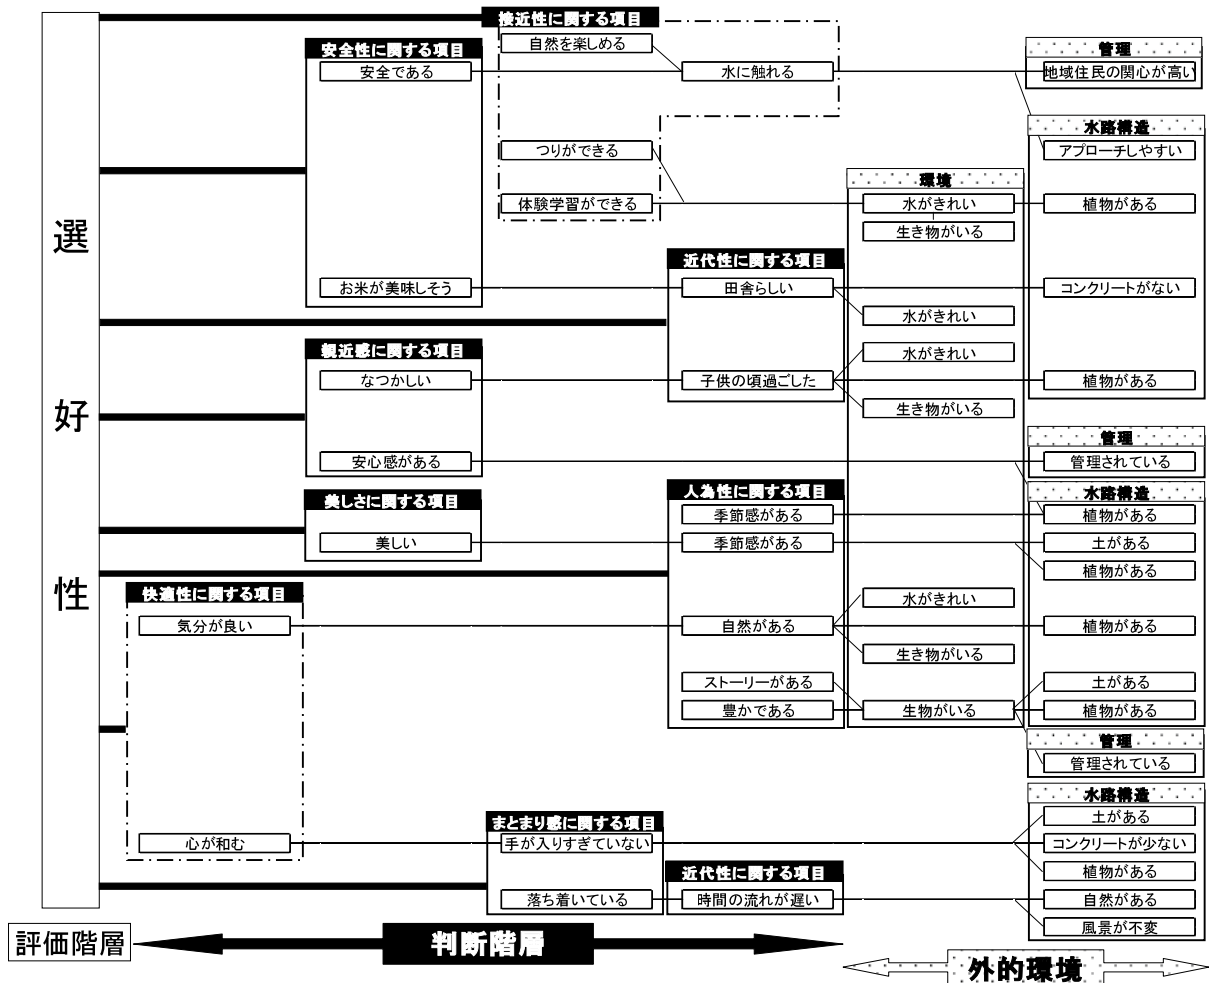 選好性
接近性に関する項目
自然を楽しめる
水に触れる
つりができる
体験学習ができる
安全性に関する項目
安全である
お米が美味しそう
管理
地域住民の関心が高い
水路構造
アプローチしやすい
植物がある
コンクリートがない
植物がある
環境
水がきれい
生き物がいる
水がきれい
水がきれい
生き物がいる
水がきれい
生き物がいる
生物がいる
近代性に関する項目
田舎らしい
子供の頃過ごした
親近感に関する項目
なつかしい
安心感がある
管理
管理されている
美しさに関する項目
美しい
人為性に関する項目
季節感がある
季節感がある
自然がある
ストーリーがある
豊かである
水路構造
植物がある
土がある
植物がある
植物がある
土がある
植物がある
快適性に関する項目
気分が良い
心が和む
管理
管理されている
まとまり感に関する項目
手が入りすぎていない
落ち着いている
近代性に関する項目
時間の流れが遅い
水路構造
土がある
コンクリートが少ない
植物がある
自然がある
風景が不変
評価階層
判断階層
外的環境